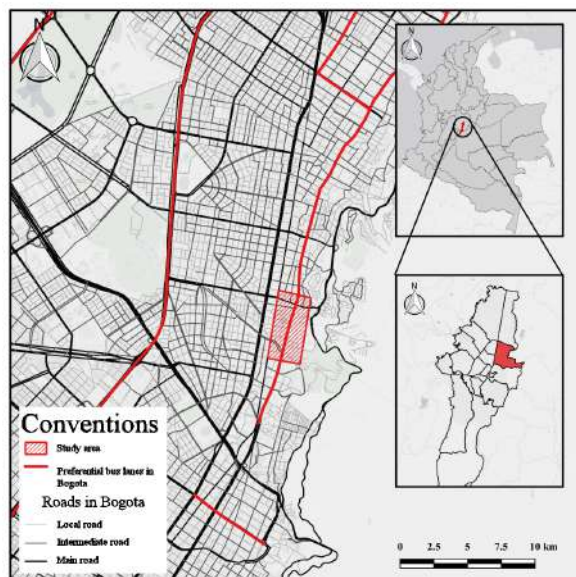 N
N
N
Conventions
Study area
Preferential bus lanes in
Bogota
Roads in Bogota
Local road
Intermediate road
Main road
0 2.5 5 7.5 10 km